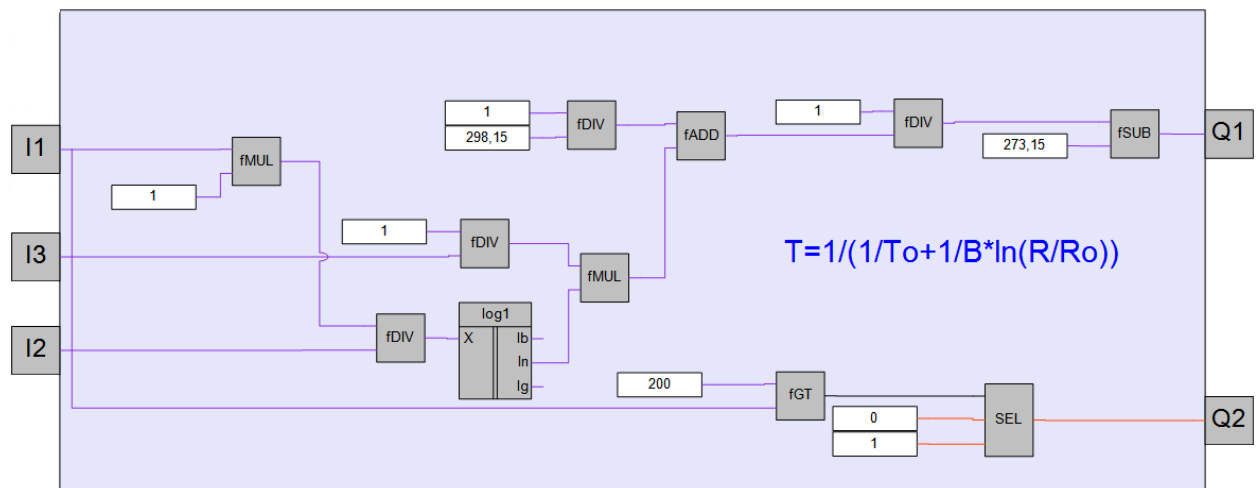 I1
I3
I2
fMUL
1
1
298,15
fDIV
fADD
1
fDIV
273,15
fSUB
Q1
1
fDIV
fMUL
T=1/(1/To+1/B*ln(R/Ro))
fDIV
log1
X
lb
ln
lg
200
fGT
0
1
SEL
Q2